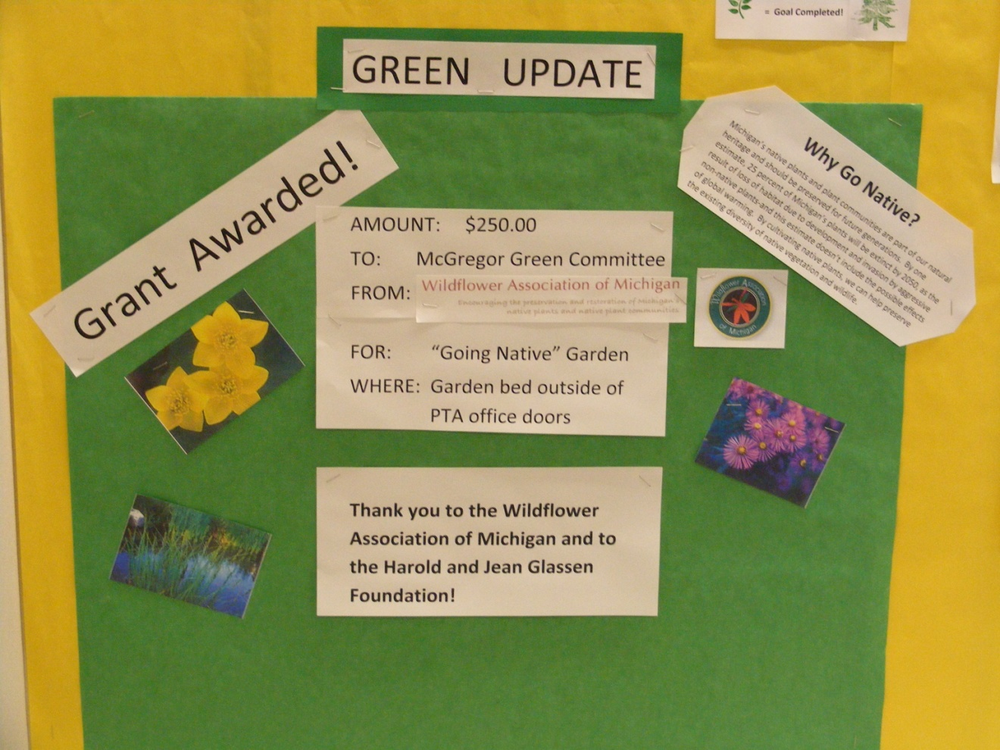 = Goal Completed!
GREEN UPDATE
Grant Awarded!
Why Go Native?
Michigan's native plants and plant communities are part of our natural
heritage and should be preserved for future generations. By one
estimate, 25 percent of Michigan's plants will be extinct by 2050, as the
result of loss of habitat due to development and invasion by aggressive
non-native plants-and this estimate doesn't include the possible effects
of global warming. By cultivating native plants, we can help preserve
the existing diversity of native vegetation and wildlife.
AMOUNT: $250.00
TO: McGregor Green Committee
FROM: Wildflower Association of Michigan
Encouraging the preservation and restoration of Michigan's
native plants and native plant communities.
Wildflower Association
of Michigan
FOR: “Going Native” Garden
WHERE: Garden bed outside of
PTA office doors
Thank you to the Wildflower
Association of Michigan and to
the Harold and Jean Glassen
Foundation!